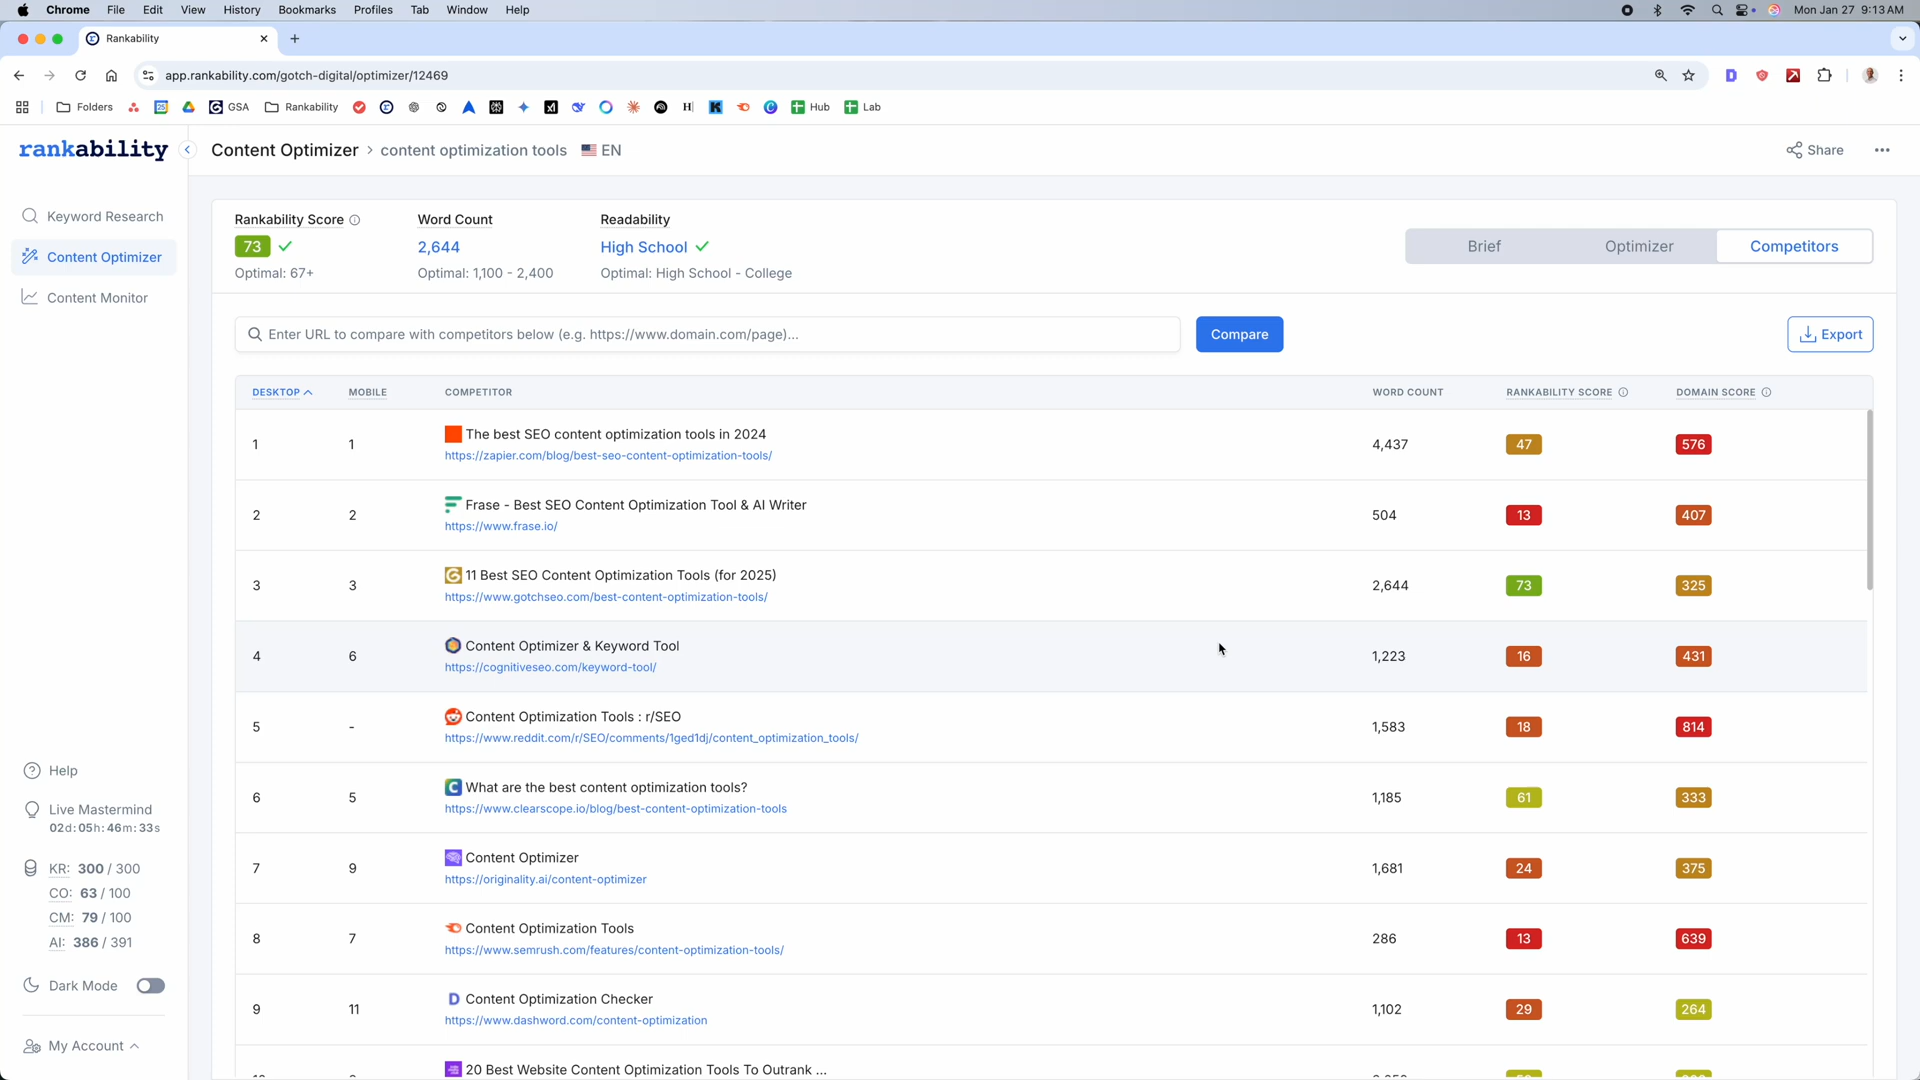 Chrome File Edit View History Bookmarks Profiles Tab Window Help
Mon Jan 27 9:13 AM
Rankability
app.rankability.com/gotch-digital/optimizer/12469
Folders
GSA
Rankability
Hub
Lab
rankability
Content Optimizer > content optimization tools EN
Share
Keyword Research
Content Optimizer
Content Monitor
Rankability Score
73
Optimal: 67+
Word Count
2,644
Optimal: 1,100 - 2,400
Readability
High School
Optimal: High School - College
Brief Optimizer Competitors
Enter URL to compare with competitors below (e.g. https://www.domain.com/page)...
Compare
Export
DESKTOP MOBILE COMPETITOR WORD COUNT RANKABILITY SCORE DOMAIN SCORE
1 1 The best SEO content optimization tools in 2024 4,437 47 576
https://zapier.com/blog/best-seo-content-optimization-tools/
2 2 Frase - Best SEO Content Optimization Tool & AI Writer 504 13 407
https://www.frase.io/
3 3 11 Best SEO Content Optimization Tools (for 2025) 2,644 73 325
https://www.gotchseo.com/best-content-optimization-tools/
4 6 Content Optimizer & Keyword Tool 1,223 16 431
https://cognitiveseo.com/keyword-tool/
5 - Content Optimization Tools : r/SEO 1,583 18 814
https://www.reddit.com/r/SEO/comments/1ged1dj/content_optimization_tools/
6 5 What are the best content optimization tools? 1,185 61 333
https://www.clearscope.io/blog/best-content-optimization-tools
7 9 Content Optimizer 1,681 24 375
https://originality.ai/content-optimizer
8 7 Content Optimization Tools 286 13 639
https://www.semrush.com/features/content-optimization-tools/
9 11 Content Optimization Checker 1,102 29 264
https://www.dashword.com/content-optimization
20 Best Website Content Optimization Tools To Outrank ...
Help
Live Mastermind
02d:05h:46m:33s
KR: 300 / 300
CO: 63 / 100
CM: 79 / 100
AI: 386 / 391
Dark Mode
My Account